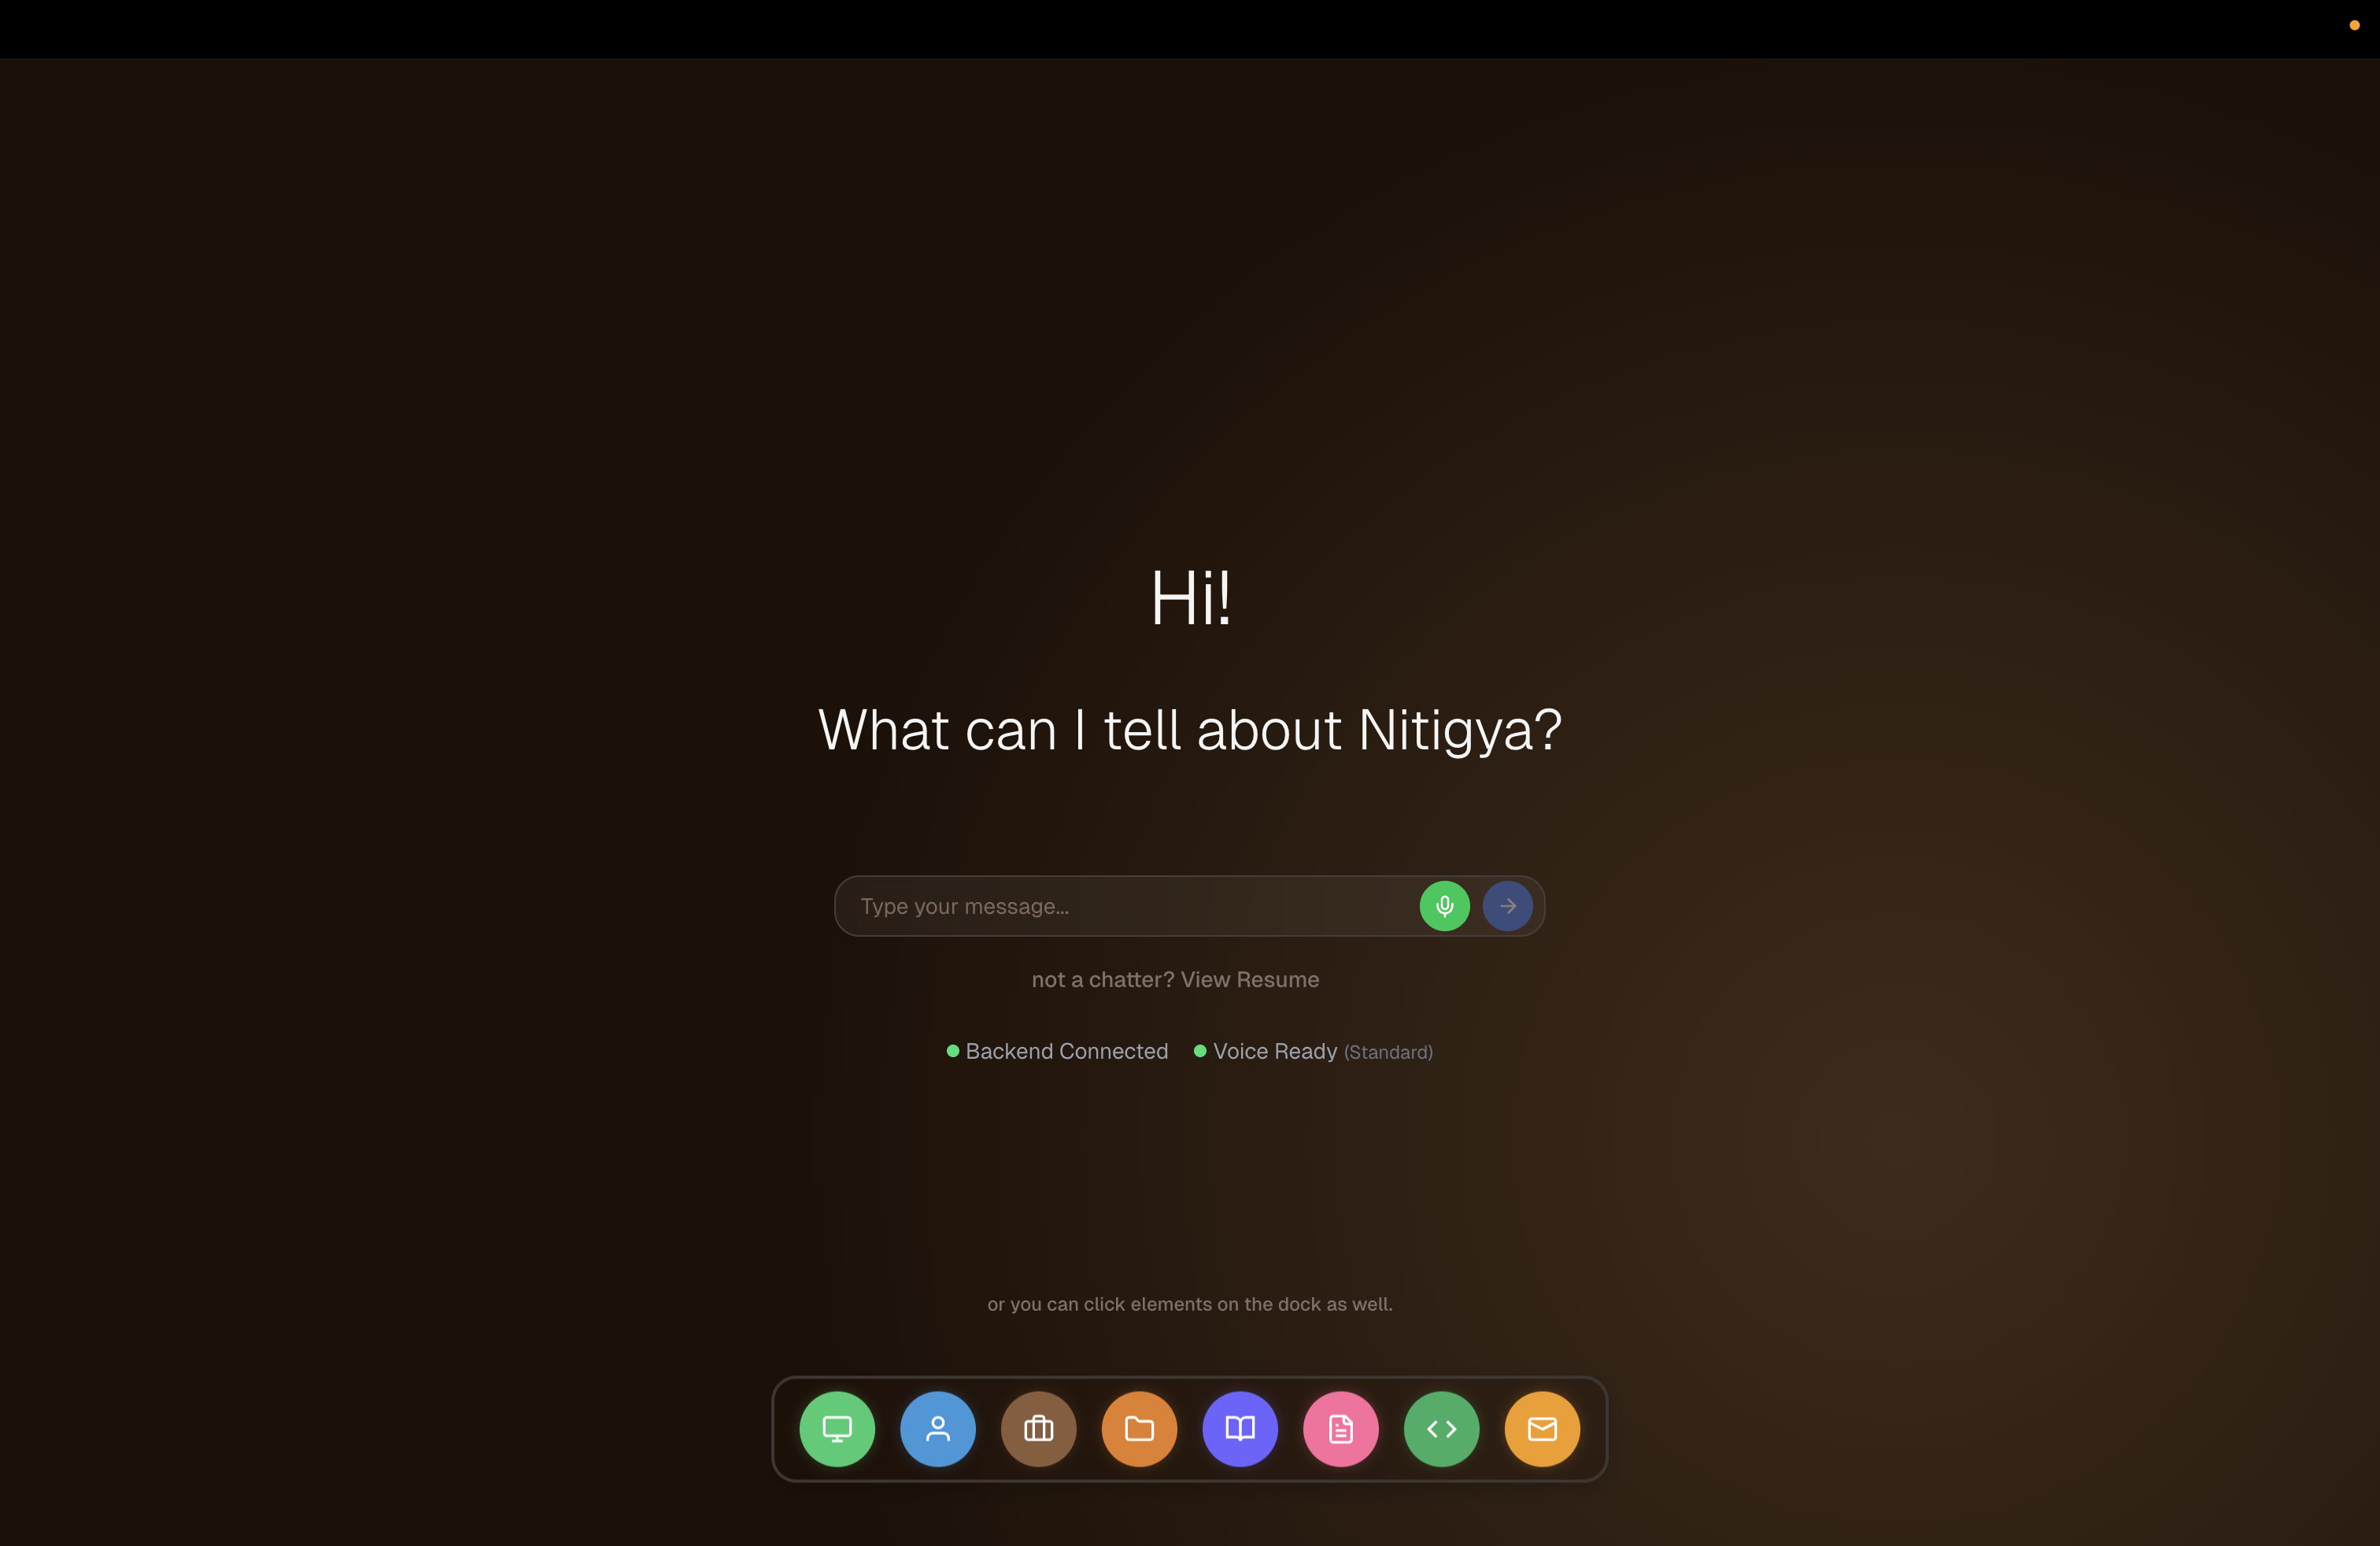 Hi!
What can I tell about Nitigya?
Type your message...
not a chatter? View Resume
Backend Connected Voice Ready (Standard)
or you can click elements on the dock as well.